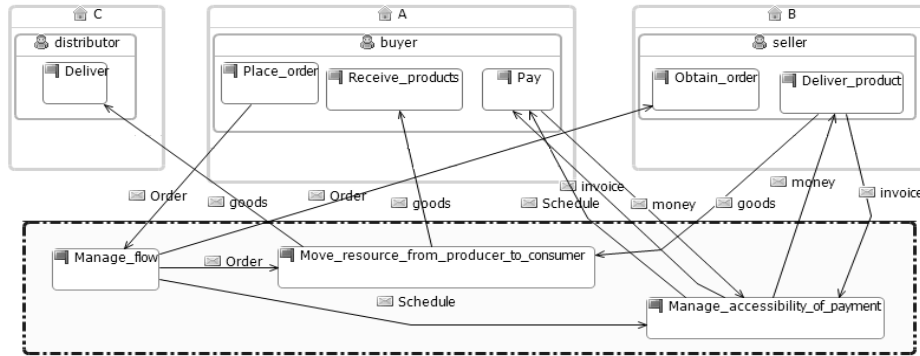 C
A
B
distributor
buyer
seller
Deliver
Place_order
Receive_products
Pay
Obtain_order
Deliver_product
Order
goods
Order
goods
invoice
Schedule
money
money
goods
invoice
Manage_flow
Order
Move_resource_from_producer_to_consumer
Schedule
Manage_accessibility_of_payment